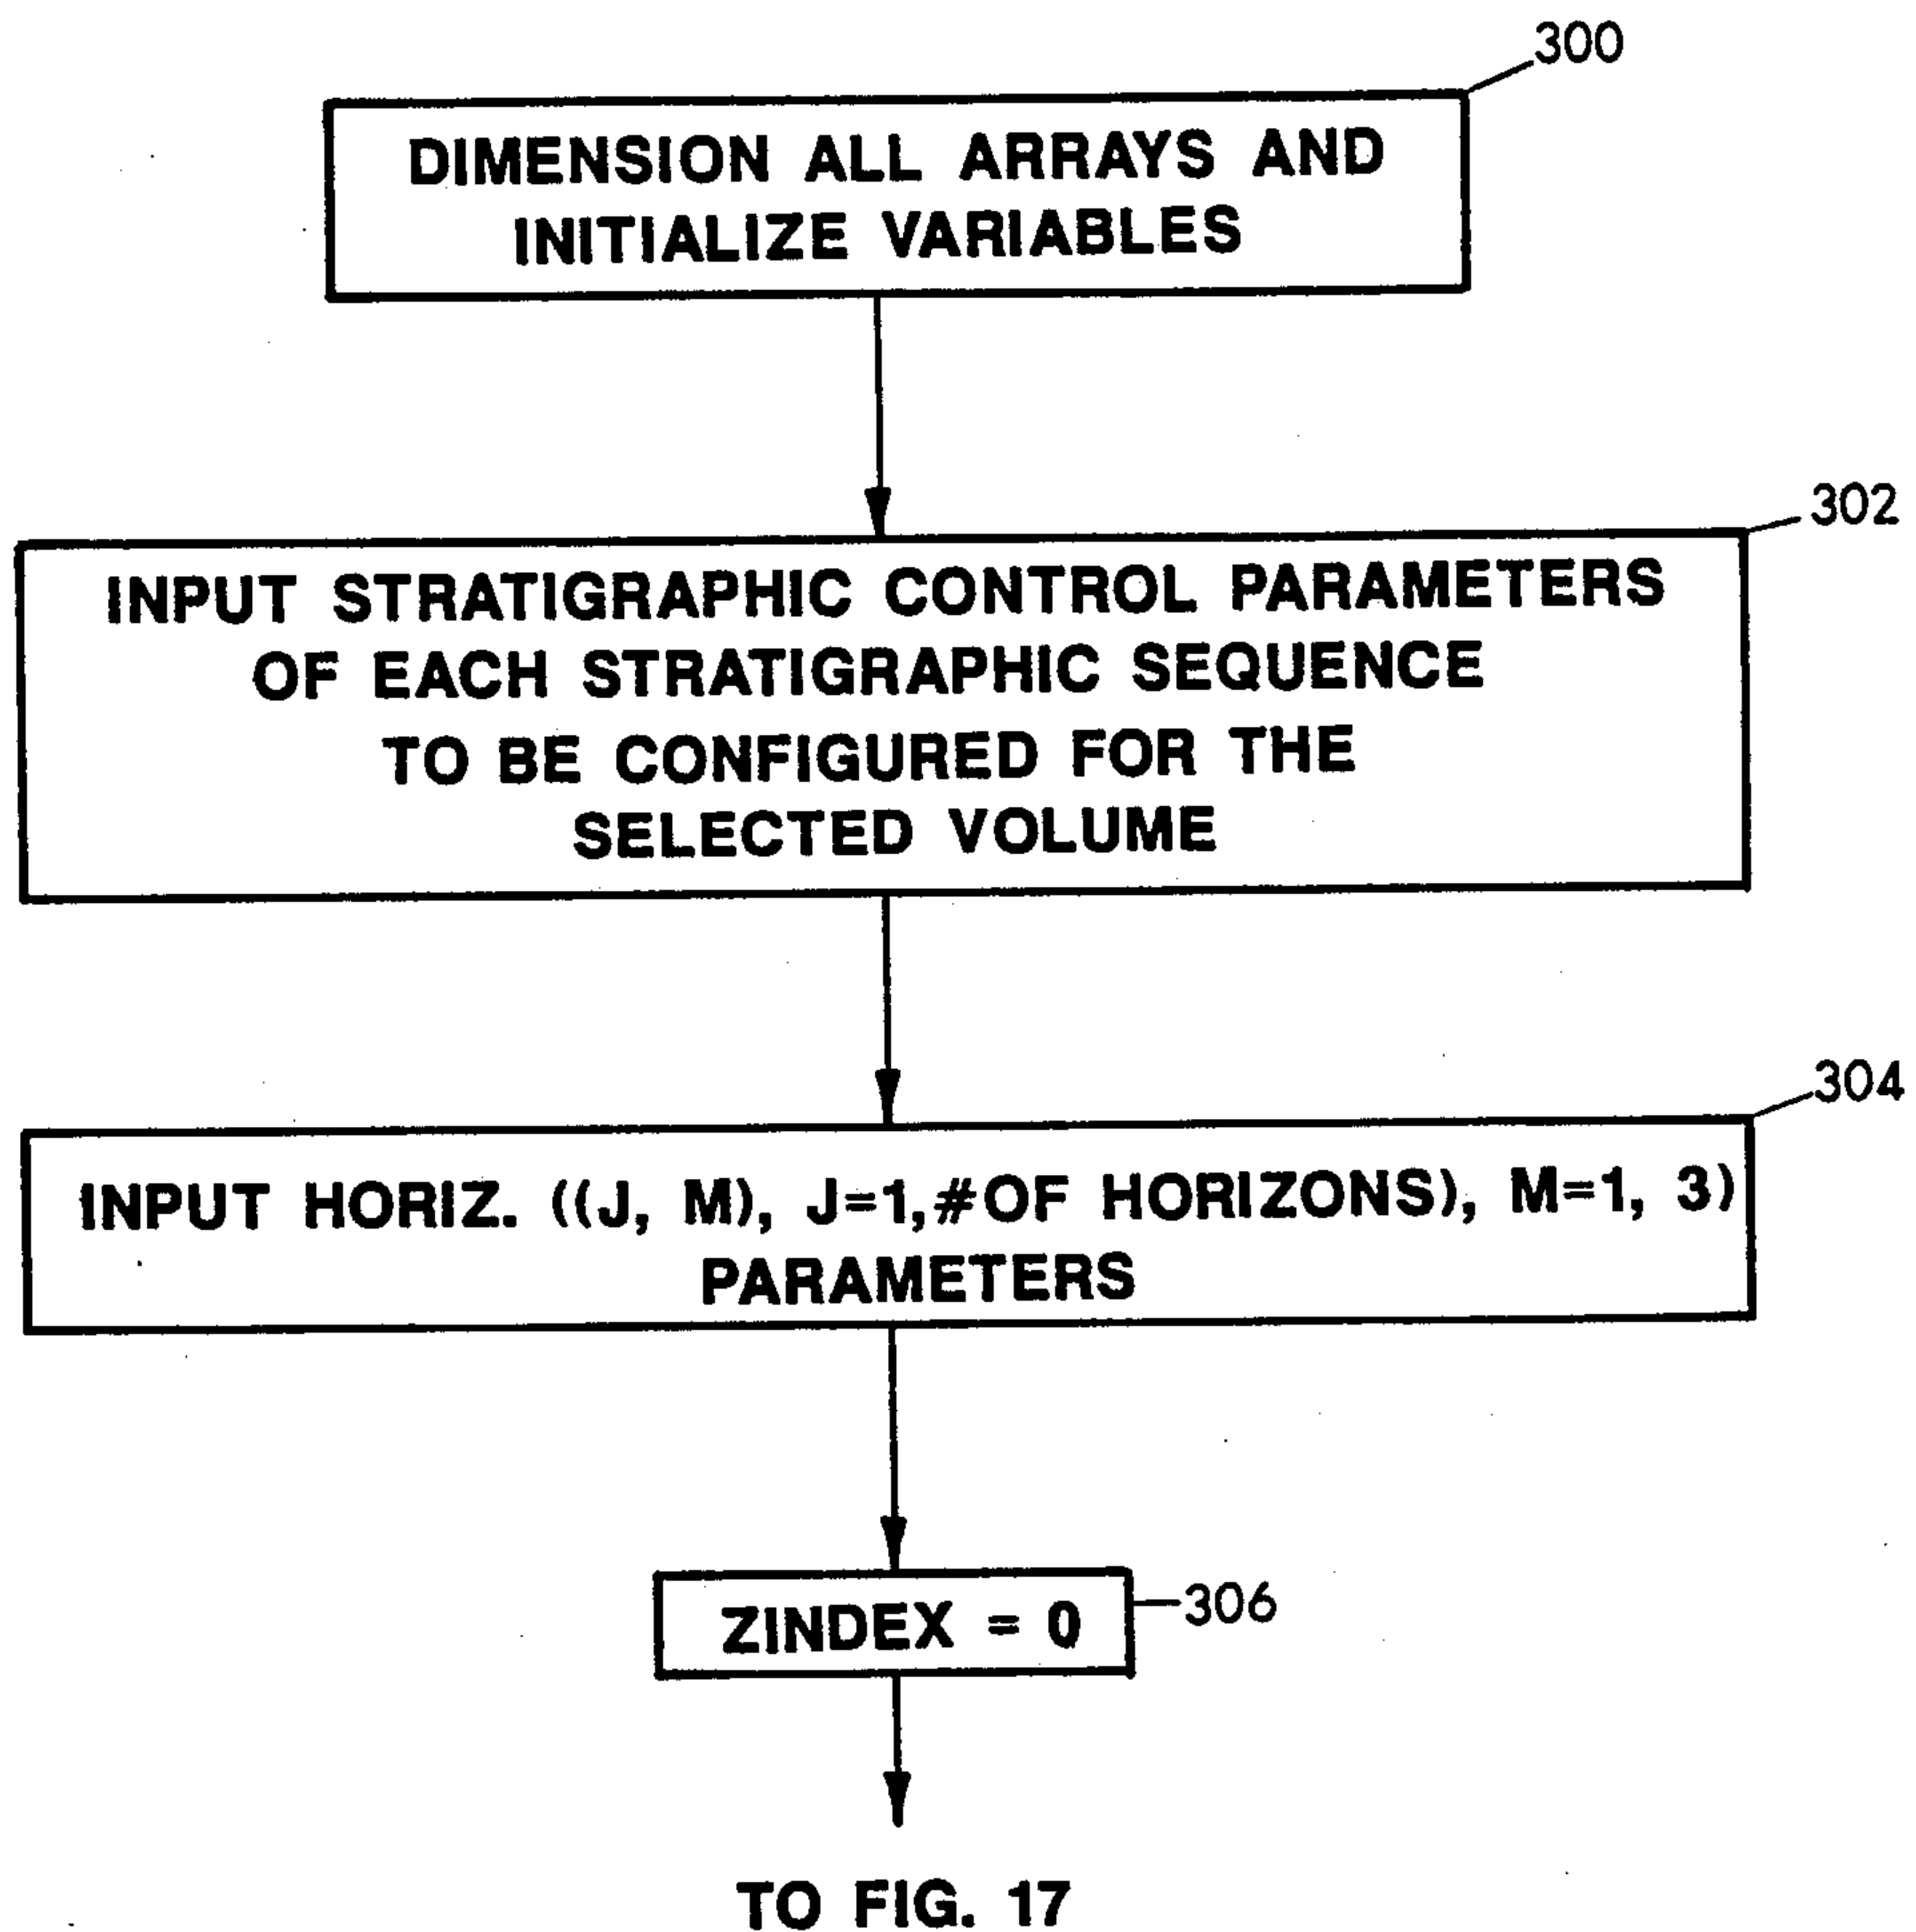 300
DIMENSION ALL ARRAYS AND
INITIALIZE VARIABLES
302
INPUT STRATIGRAPHIC CONTROL PARAMETERS
OF EACH STRATIGRAPHIC SEQUENCE
TO BE CONFIGURED FOR THE
SELECTED VOLUME
304
INPUT HORIZ. ((J, M), J=1,#OF HORIZONS), M=1, 3)
PARAMETERS
ZINDEX = 0
306
TO FIG. 17